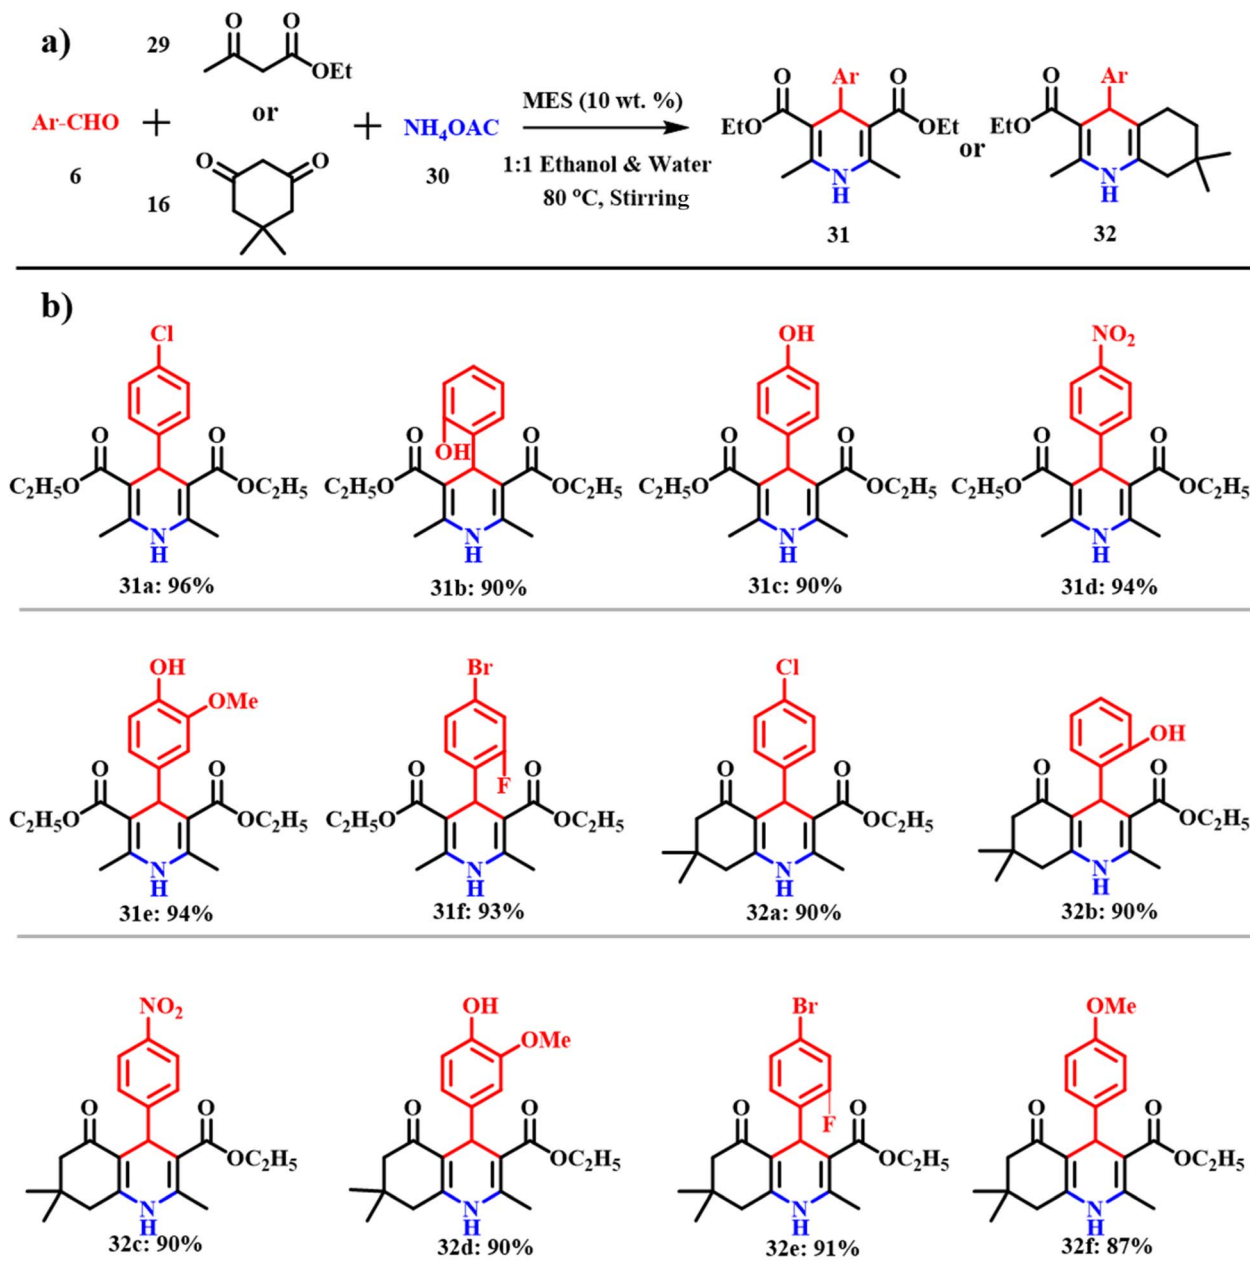 a)
29
O O
OEt
Ar-CHO + or + NH4OAC
MES (10 wt. %)
1:1 Ethanol & Water
80 °C, Stirring
6
16
O O
30
O Ar O
EtO OEt
N
H
31
or
O Ar
EtO
N
H
32
b)
Cl
O O
C2H5O OC2H5
N
H
31a: 96%
OH
O O
C2H5O OC2H5
N
H
31b: 90%
OH
O O
C2H5O OC2H5
N
H
31c: 90%
NO2
O O
C2H5O OC2H5
N
H
31d: 94%
OH
OMe
O O
C2H5O OC2H5
N
H
31e: 94%
Br
F
O O
C2H5O OC2H5
N
H
31f: 93%
Cl
O O
OC2H5
N
H
32a: 90%
OH
O O
OC2H5
N
H
32b: 90%
NO2
O O
OC2H5
N
H
32c: 90%
OH
OMe
O O
OC2H5
N
H
32d: 90%
Br
F
O O
OC2H5
N
H
32e: 91%
OMe
O O
OC2H5
N
H
32f: 87%